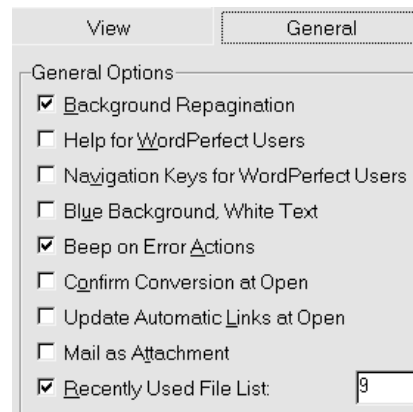 View General
General Options
Background Repagination
Help for WordPerfect Users
Navigation Keys for WordPerfect Users
Blue Background, White Text
Beep on Error Actions
Confirm Conversion at Open
Update Automatic Links at Open
Mail as Attachment
Recently Used File List: 9